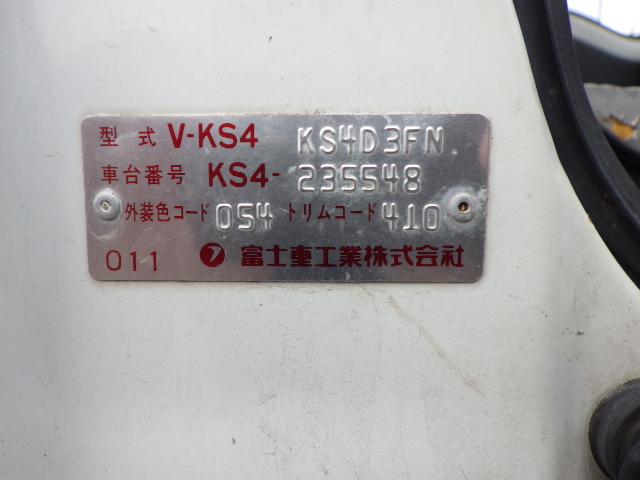 型式 V-KS4 KS4D3FN
車台番号 KS4-235548
外装色コード 054 トリムコード 410
011 富士重工業株式会社